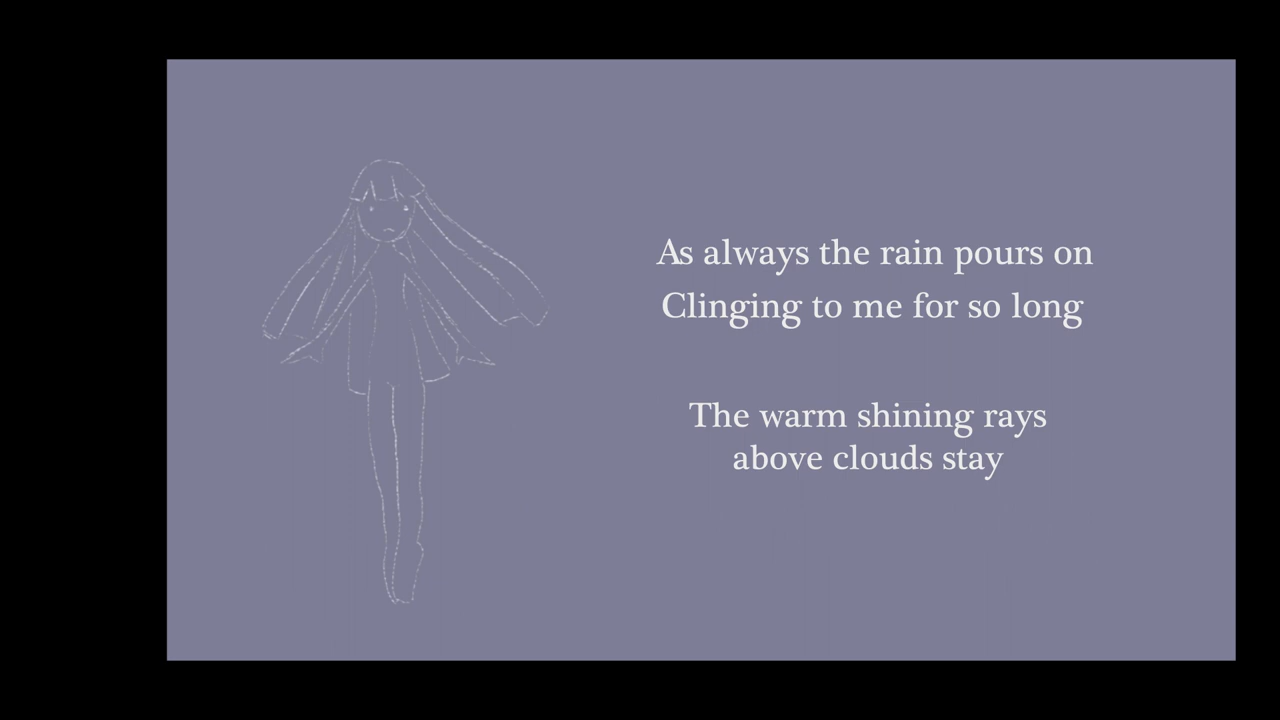 As always the rain pours on
Clinging to me for so long
The warm shining rays
above clouds stay